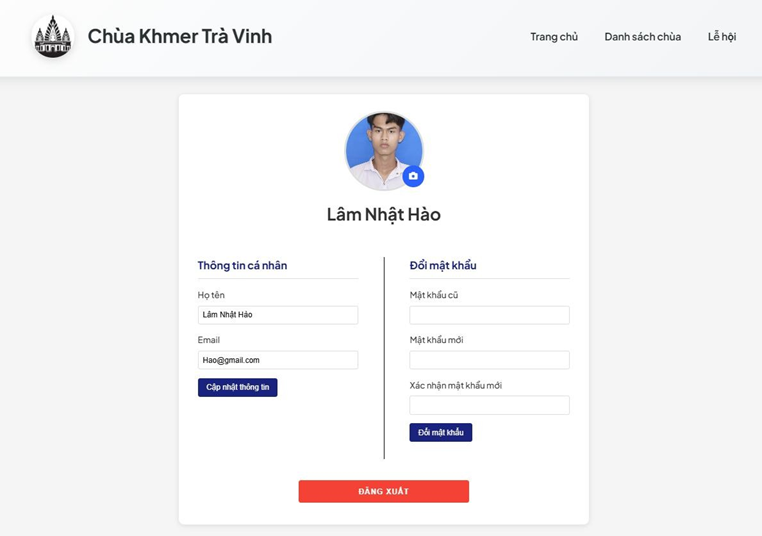 Chùa Khmer Trà Vinh
Trang chủ
Danh sách chùa
Lễ hội
Lâm Nhật Hào
Thông tin cá nhân
Họ tên
Lâm Nhật Hào
Email
Hao@gmail.com
Cập nhật thông tin
Đổi mật khẩu
Mật khẩu cũ
Mật khẩu mới
Xác nhận mật khẩu mới
Đổi mật khẩu
ĐĂNG XUẤT